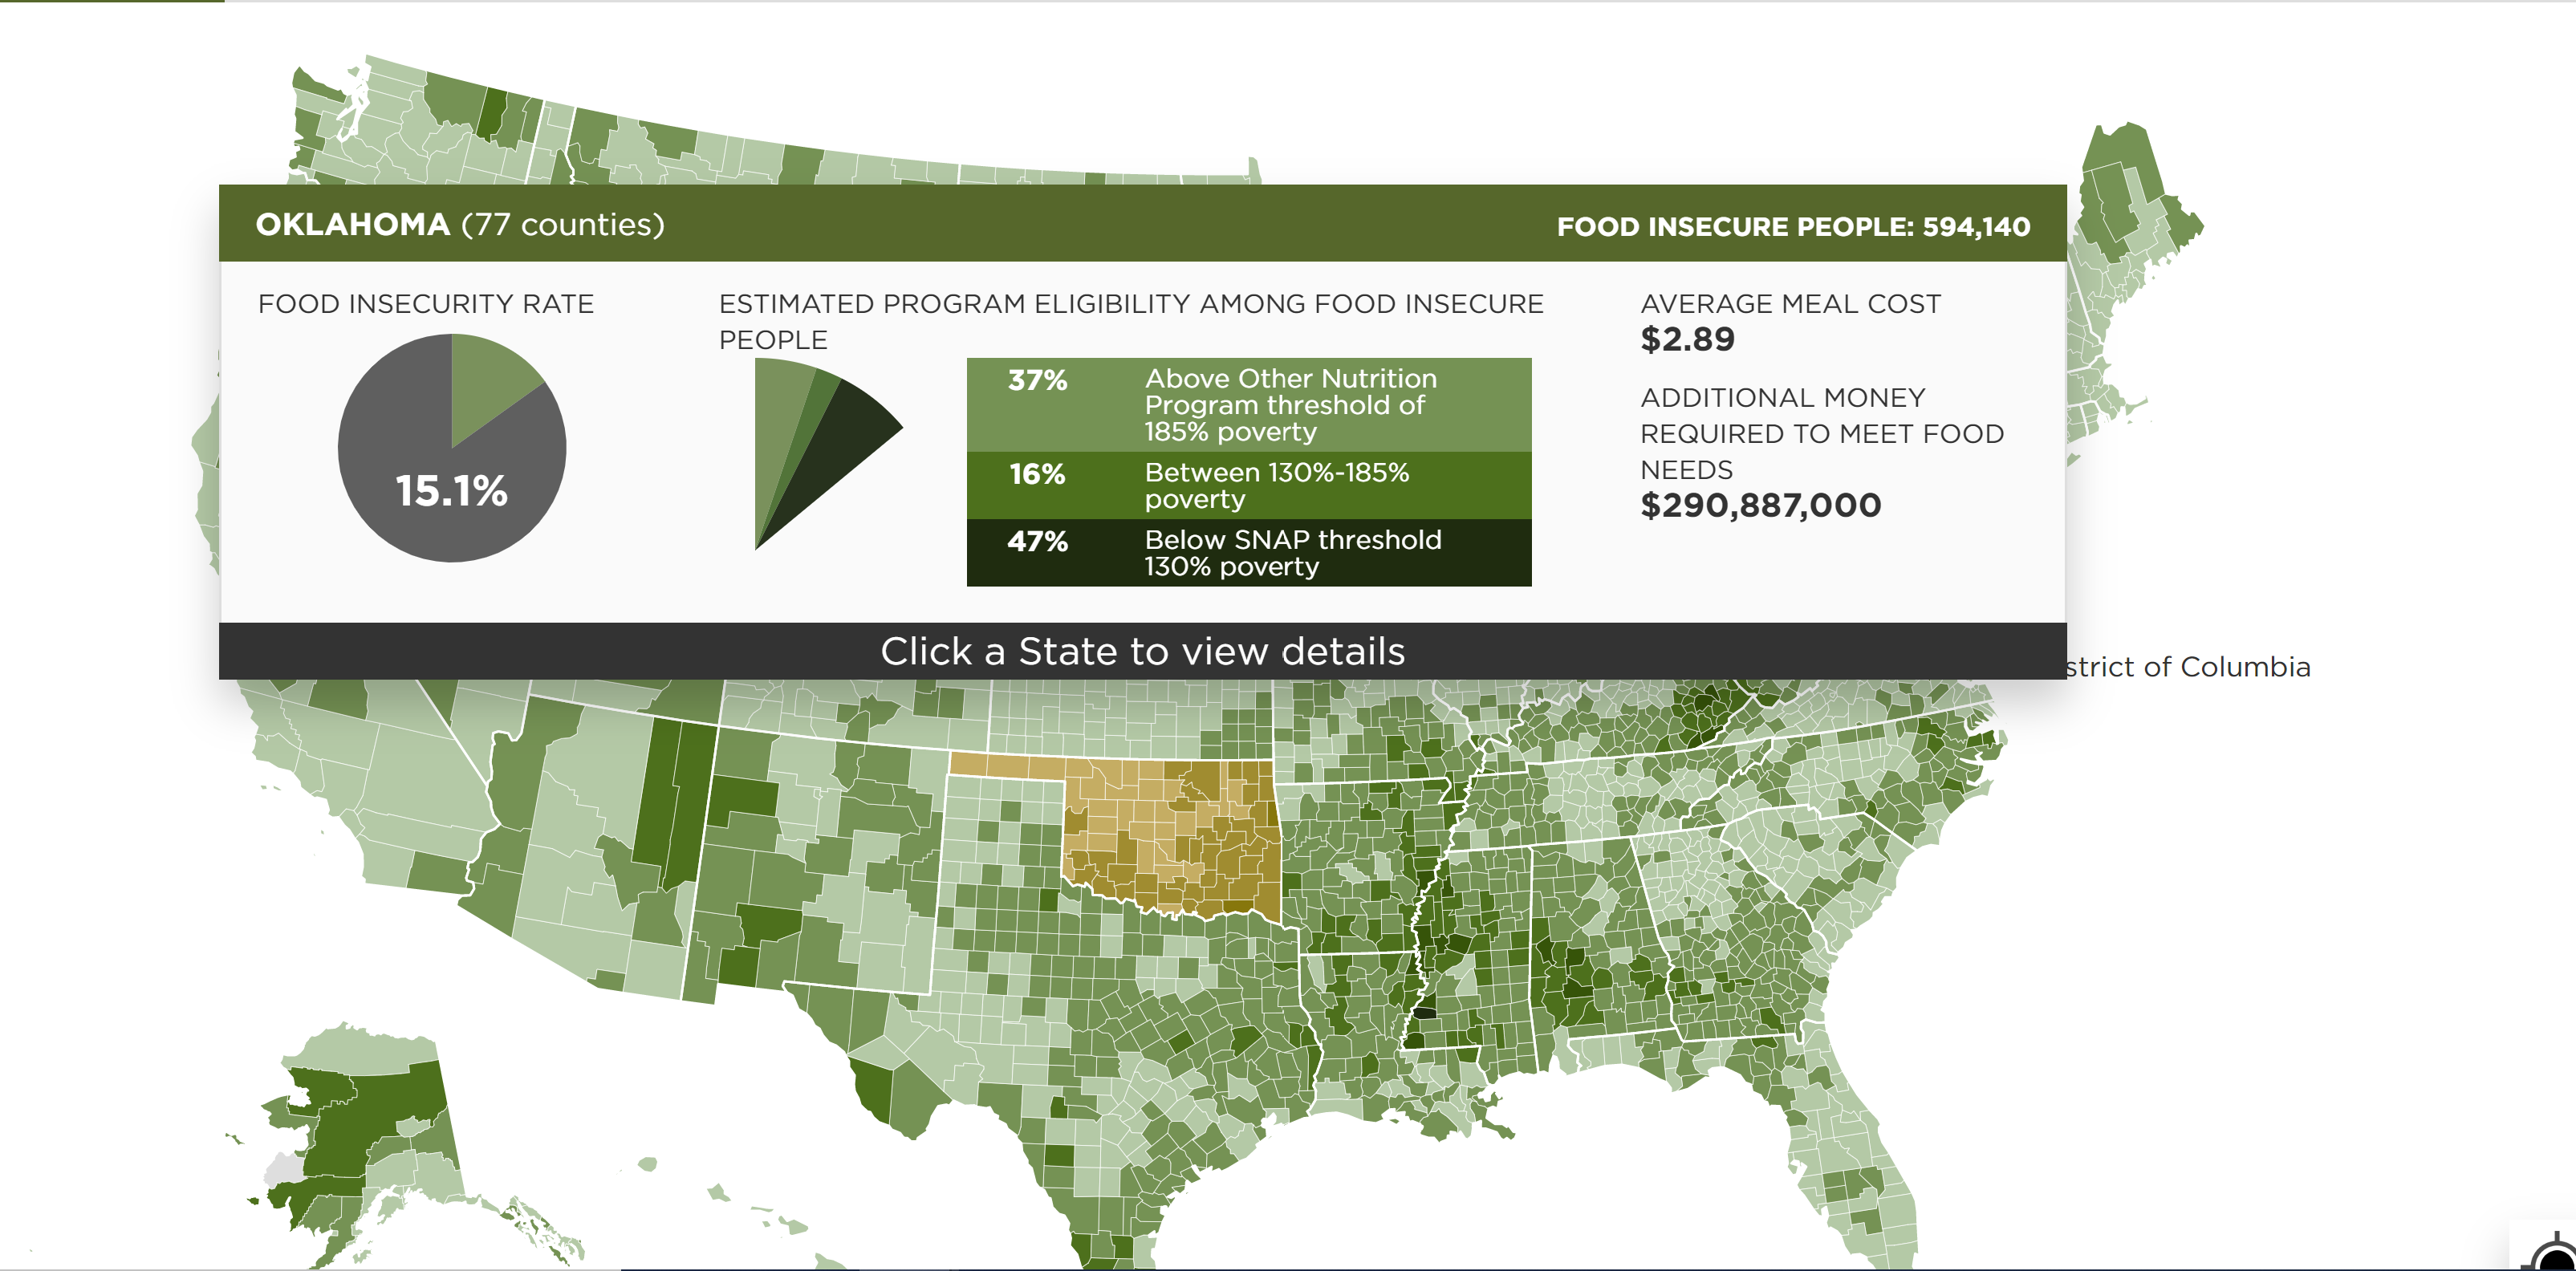 OKLAHOMA (77 counties)
FOOD INSECURE PEOPLE: 594,140
FOOD INSECURITY RATE
15.1%
ESTIMATED PROGRAM ELIGIBILITY AMONG FOOD INSECURE
PEOPLE
37%
Above Other Nutrition
Program threshold of
185% poverty
16%
Between 130%-185%
poverty
47%
Below SNAP threshold
130% poverty
AVERAGE MEAL COST
$2.89
ADDITIONAL MONEY
REQUIRED TO MEET FOOD
NEEDS
$290,887,000
Click a State to view details
strict of Columbia